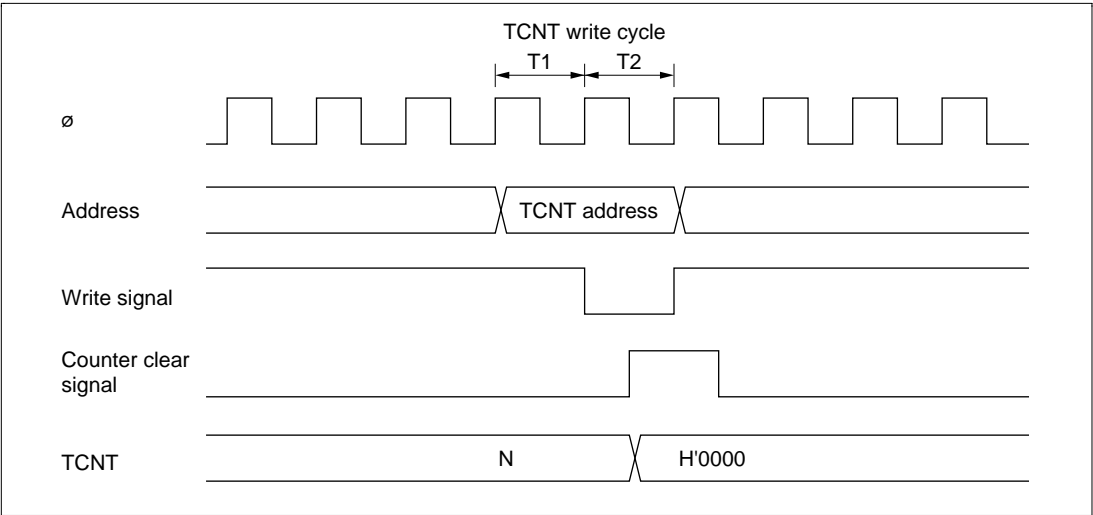 TCNT write cycle
T1 T2
ø
Address TCNT address
Write signal
Counter clear
signal
TCNT N H'0000